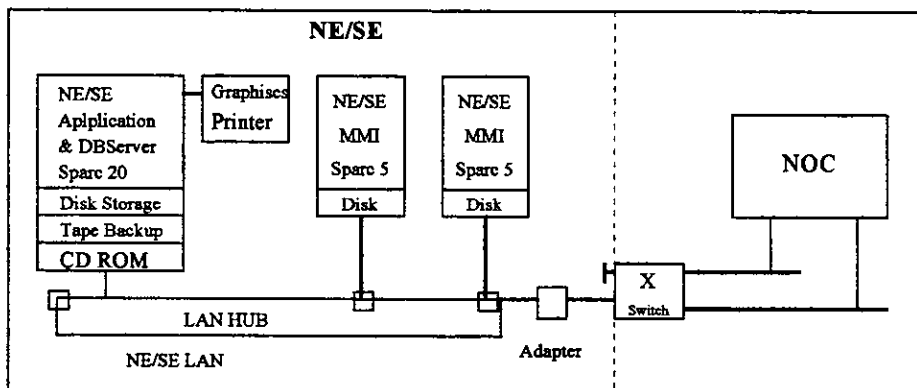 NE/SE
NE/SE
Aplplication
& DBServer
Sparc 20
Disk Storage
Tape Backup
CD ROM
Graphises
Printer
NE/SE
MMI
Sparc 5
Disk
NE/SE
MMI
Sparc 5
Disk
NOC
X
Switch
LAN HUB
NE/SE LAN
Adapter